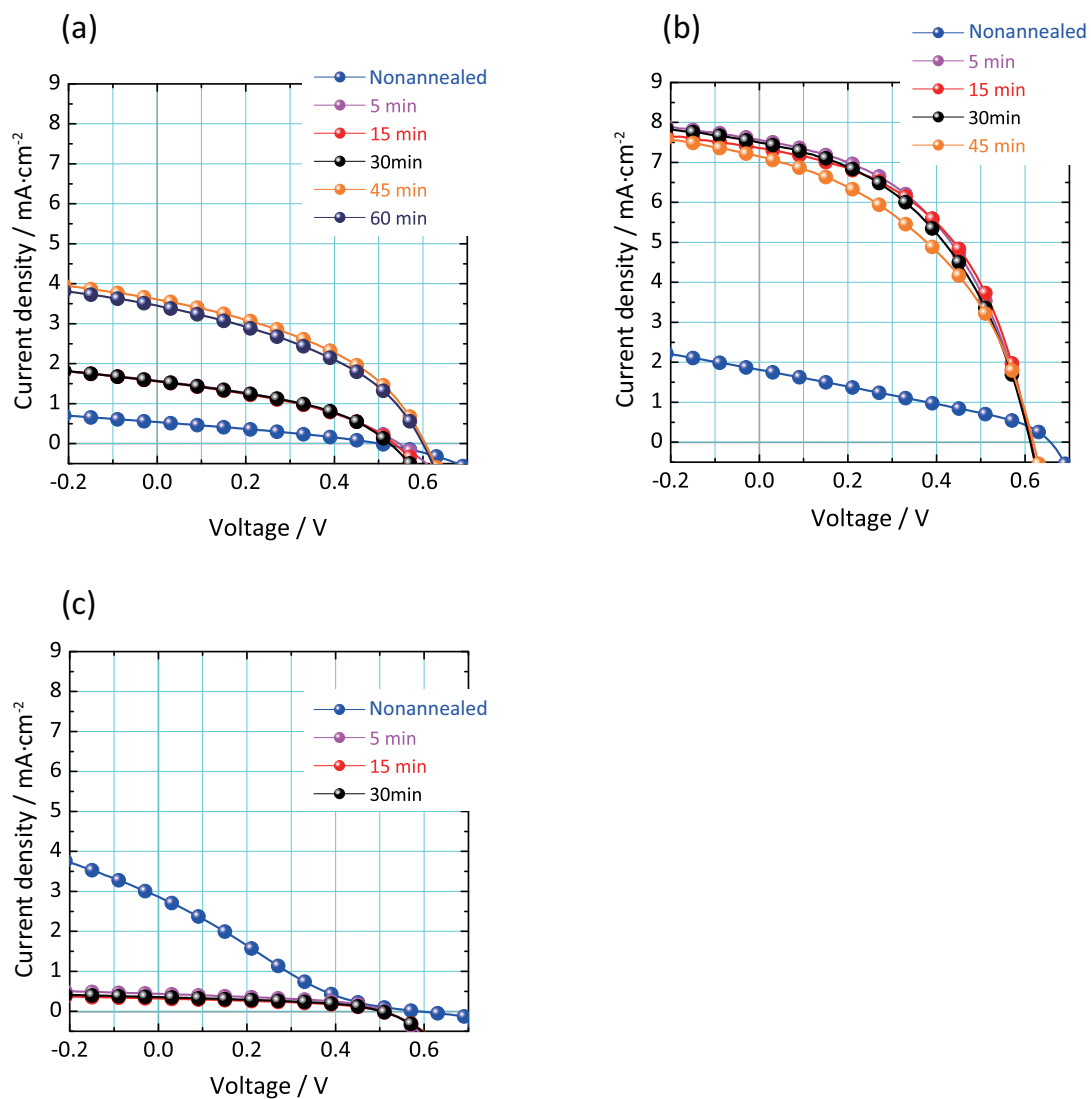 (a)
Nonannealed
5 min
15 min
30min
45 min
60 min
9
8
7
6
5
4
3
2
1
0
Current density / mA·cm⁻²
-0.2
0.0
0.2
0.4
0.6
Voltage / V
(b)
Nonannealed
5 min
15 min
30min
45 min
9
8
7
6
5
4
3
2
1
0
Current density / mA·cm⁻²
-0.2
0.0
0.2
0.4
0.6
Voltage / V
(c)
9
8
7
6
5
4
3
2
1
0
Current density / mA·cm⁻²
Nonannealed
5 min
15 min
30min
-0.2
0.0
0.2
0.4
0.6
Voltage / V